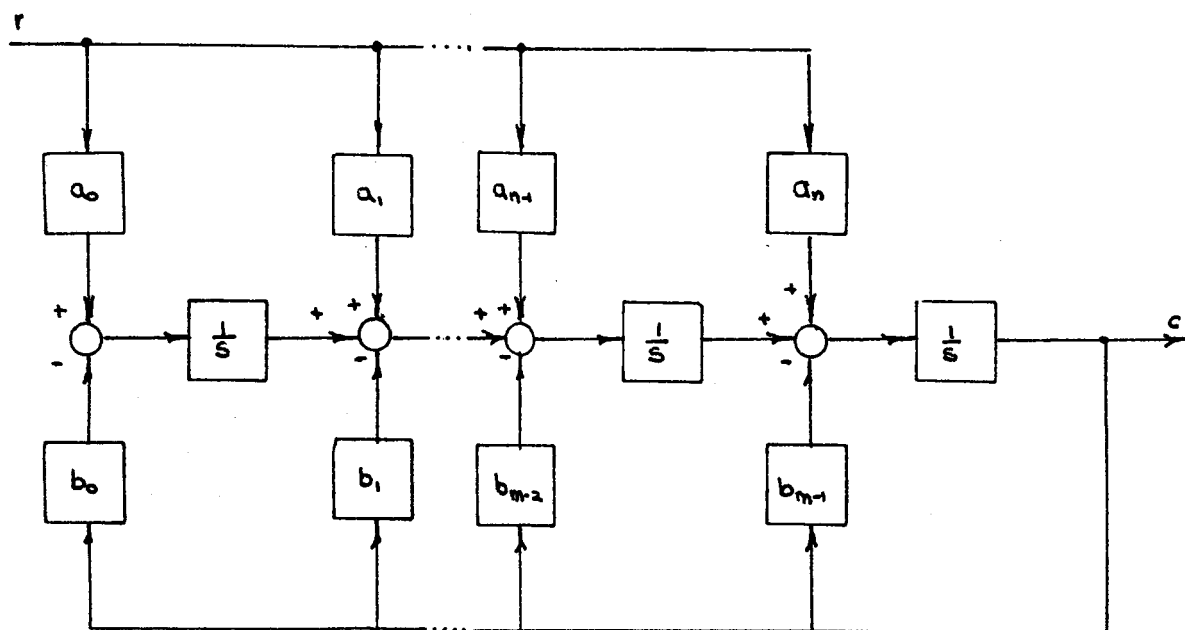 r
a₀ a₁ aₙ₋₁ aₙ
+ + + + + + +
1/S 1/S 1/S
c
- - - -
b₀ b₁ bₘ₋₂ bₘ₋₁